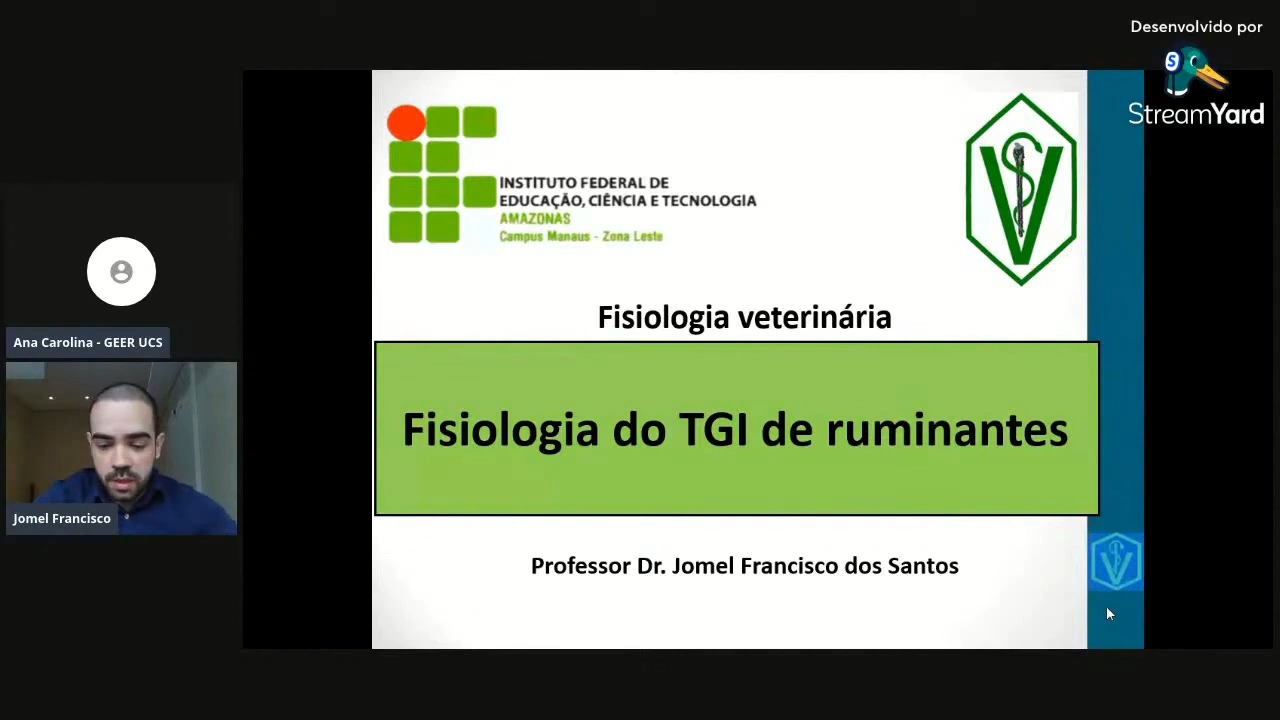 Desenvolvido por
StreamYard
INSTITUTO FEDERAL DE
EDUCAÇÃO, CIÊNCIA E TECNOLOGIA
AMAZONAS
Campus Manaus - Zona Leste
V
Fisiologia veterinária
Fisiologia do TGI de ruminantes
Professor Dr. Jomel Francisco dos Santos
Ana Carolina - GEER UCS
Jomel Francisco